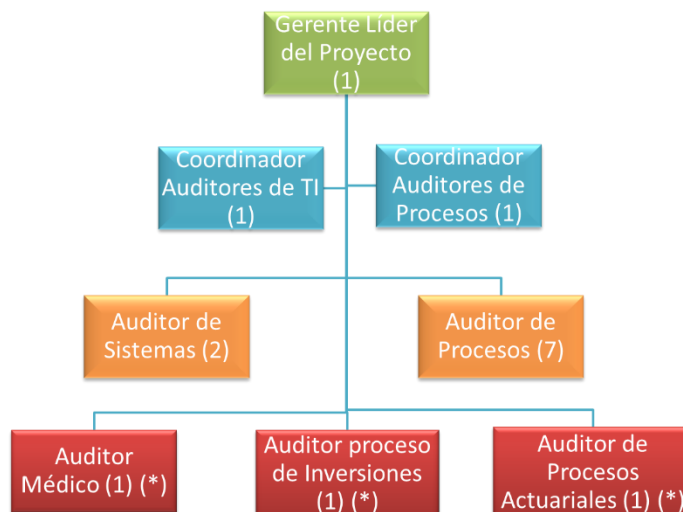 Gerente Líder
del Proyecto
(1)
Coordinador
Auditores de TI
(1)
Coordinador
Auditores de
Procesos (1)
Auditor de
Sistemas (2)
Auditor de
Procesos (7)
Auditor
Médico (1) (*)
Auditor proceso
de Inversiones
(1) (*)
Auditor de
Procesos
Actuariales (1) (*)